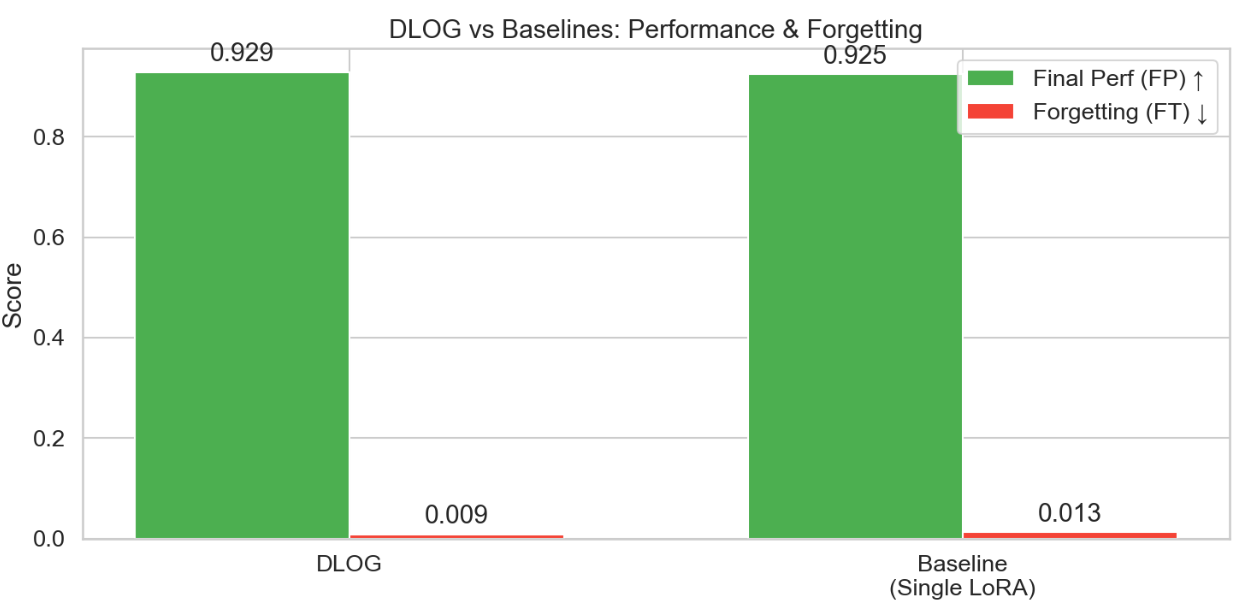 DLOG vs Baselines: Performance & Forgetting
0.929
0.925
Final Perf (FP) ↑
Forgetting (FT) ↓
Score
0.8
0.6
0.4
0.2
0.0
0.009
0.013
DLOG
Baseline
(Single LoRA)